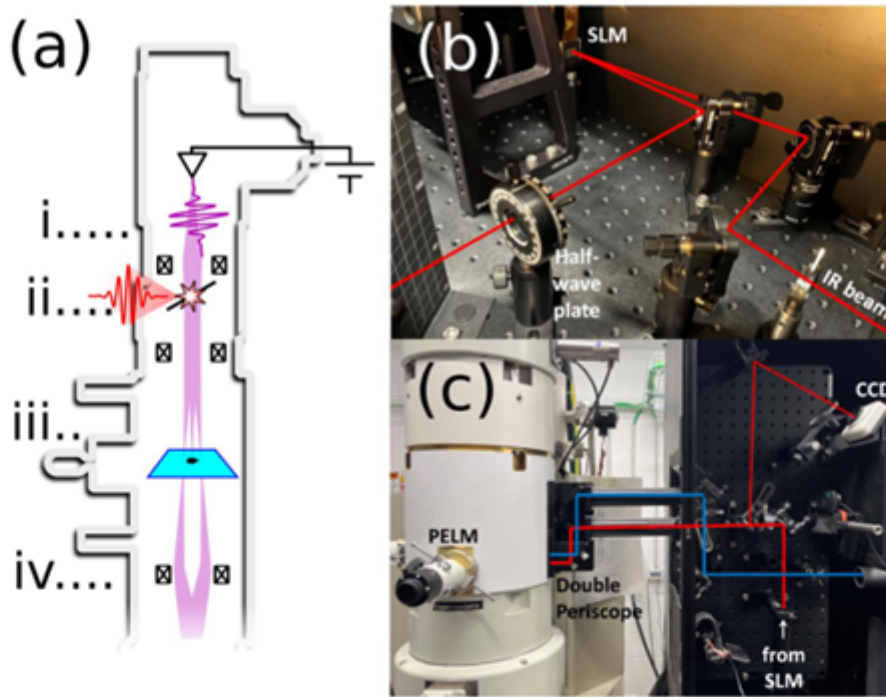 (a)
i.....
ii....
iii..
iv....
(b)
SLM
Half-
wave
plate
IR beam
(c)
CCD
PELM
Double
Periscope
from
SLM